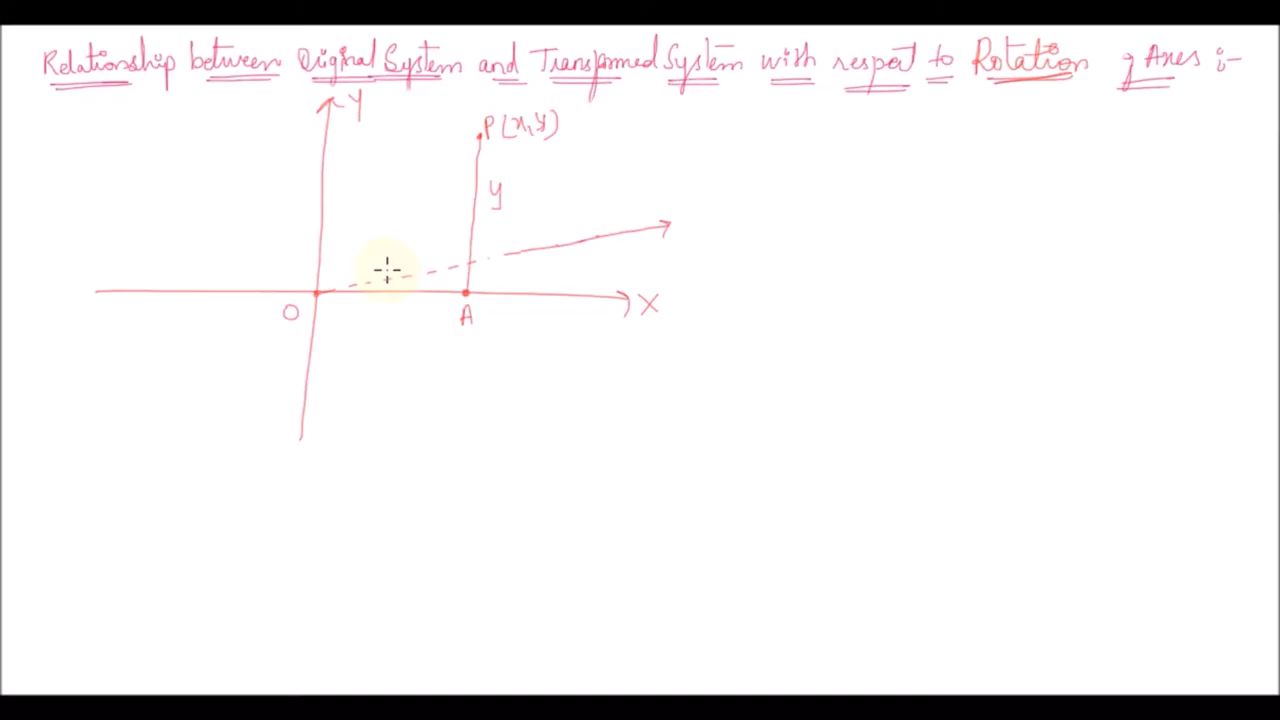 Relationship between Original System and Transformed System with respect to Rotation of Axes :-
Y
P(x,y)
y
O
A
X